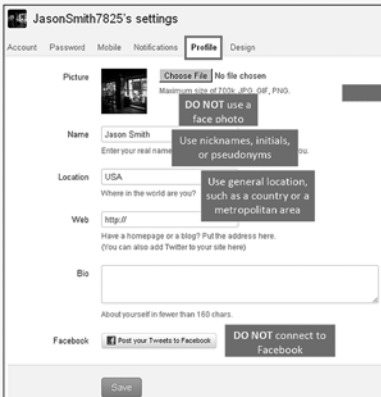 JasonSmith7825's settings
Account Password Mobile Notifications Profile Design
Picture
Choose File No file chosen
Maximum size of 700k. JPG, GIF, PNG.
DO NOT use a
face photo
Name
Jason Smith
Enter your real name
Use nicknames, initials,
or pseudonyms
Location
USA
Where in the world are you?
Use general location,
such as a country or a
metropolitan area
Web
http://
Have a homepage or a blog? Put the address here.
(You can also add Twitter to your site here)
Bio
About yourself in fewer than 160 chars.
Facebook
Post your Tweets to Facebook
DO NOT connect to
Facebook
Save